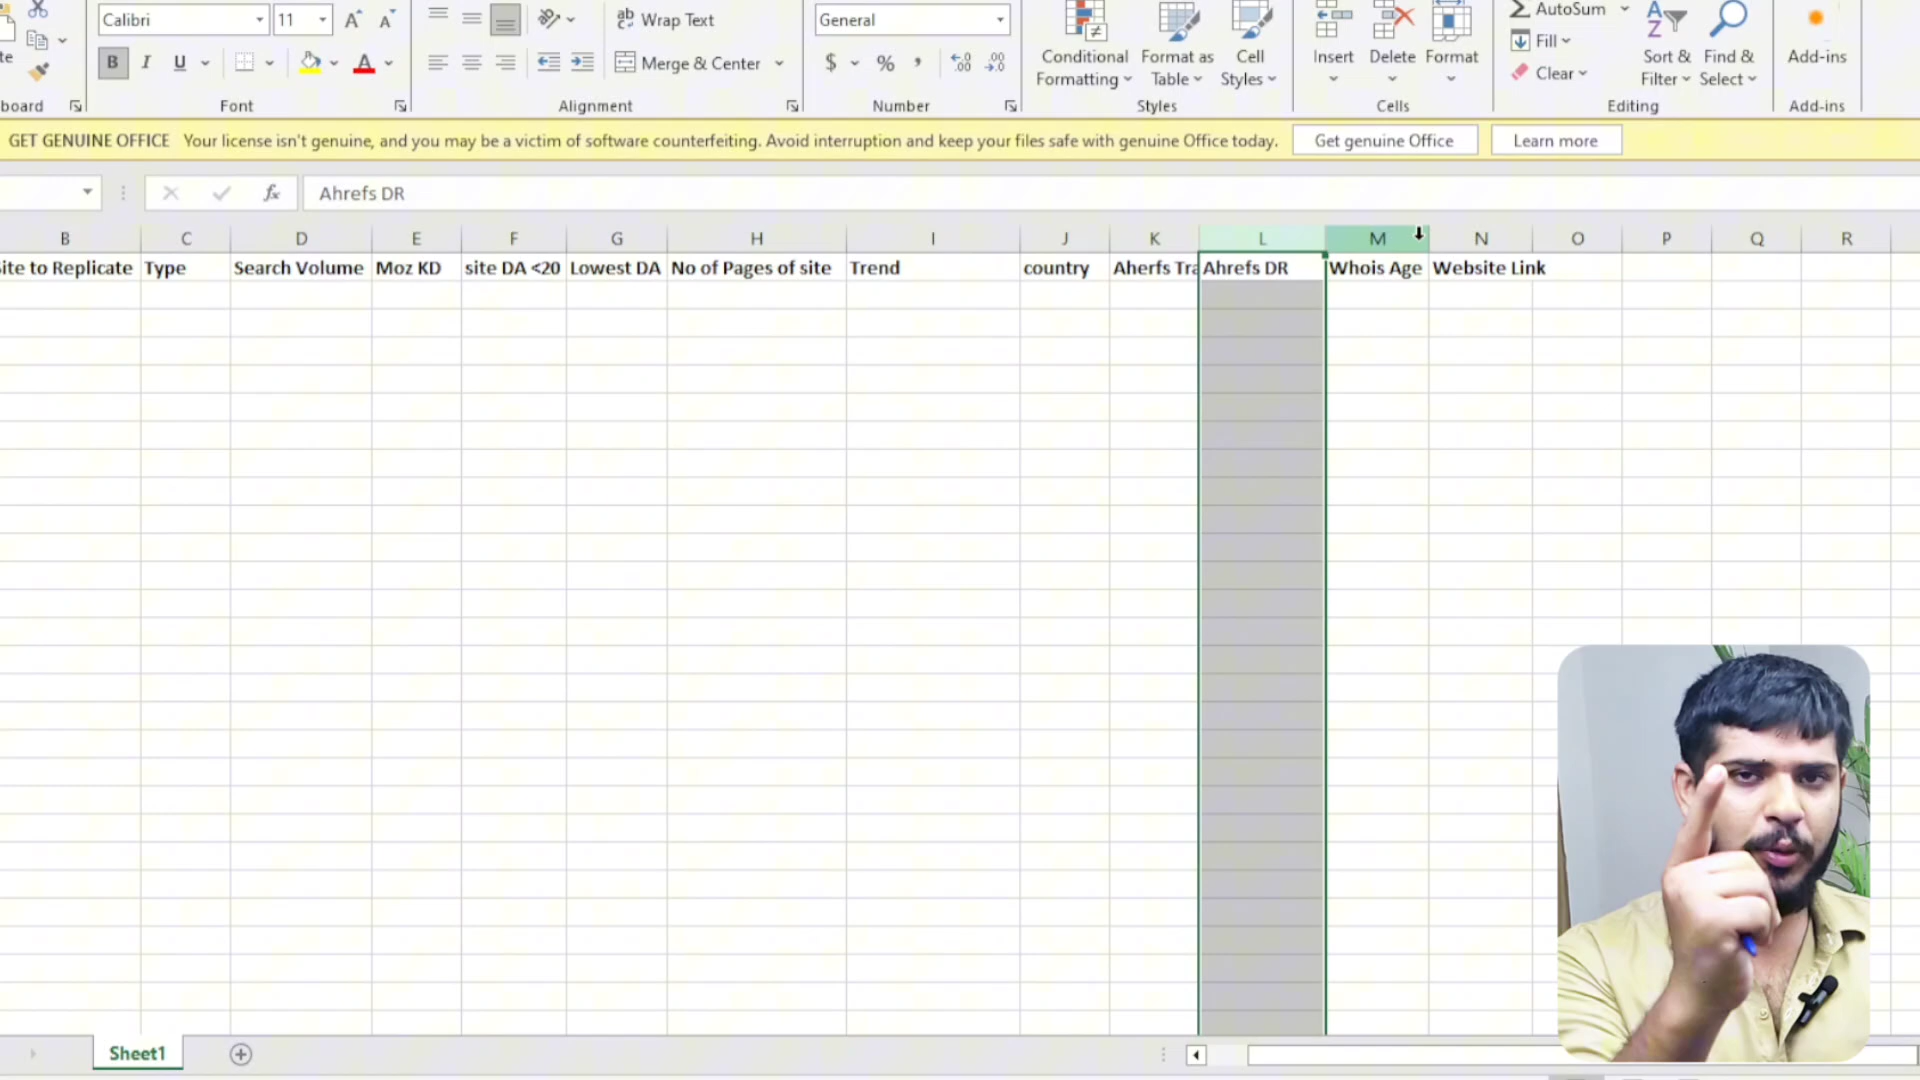 Calibri 11 Wrap Text General AutoSum
Conditional Formatting Format as Table Cell Styles Insert Delete Format Fill Sort & Filter Find & Select Add-ins
B I U A Merge & Center $ % , Clear
board Font Alignment Number Styles Cells Editing Add-ins
GET GENUINE OFFICE Your license isn't genuine, and you may be a victim of software counterfeiting. Avoid interruption and keep your files safe with genuine Office today. Get genuine Office Learn more
fx Ahrefs DR
B C D E F G H I J K L M N O P Q R
ite to Replicate Type Search Volume Moz KD site DA <20 Lowest DA No of Pages of site Trend country Aherfs Tra Ahrefs DR Whois Age Website Link
Sheet1